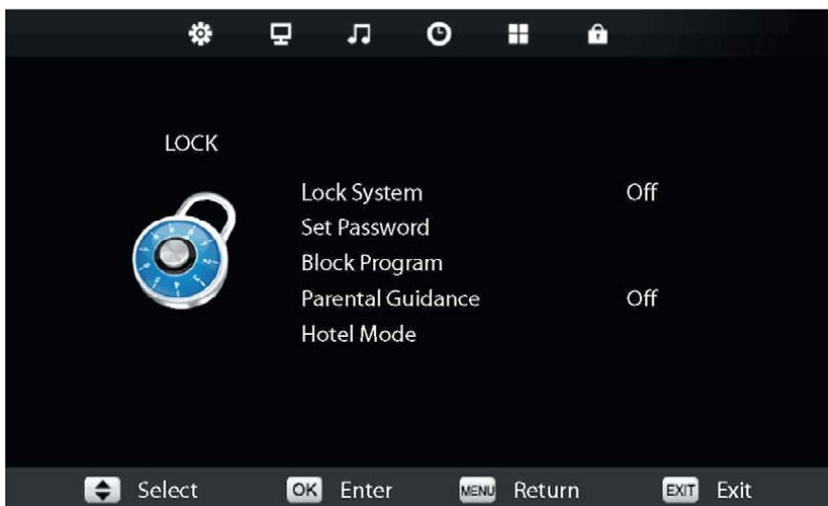 LOCK
Lock System Off
Set Password
Block Program
Parental Guidance Off
Hotel Mode
Select OK Enter MENU Return EXIT Exit